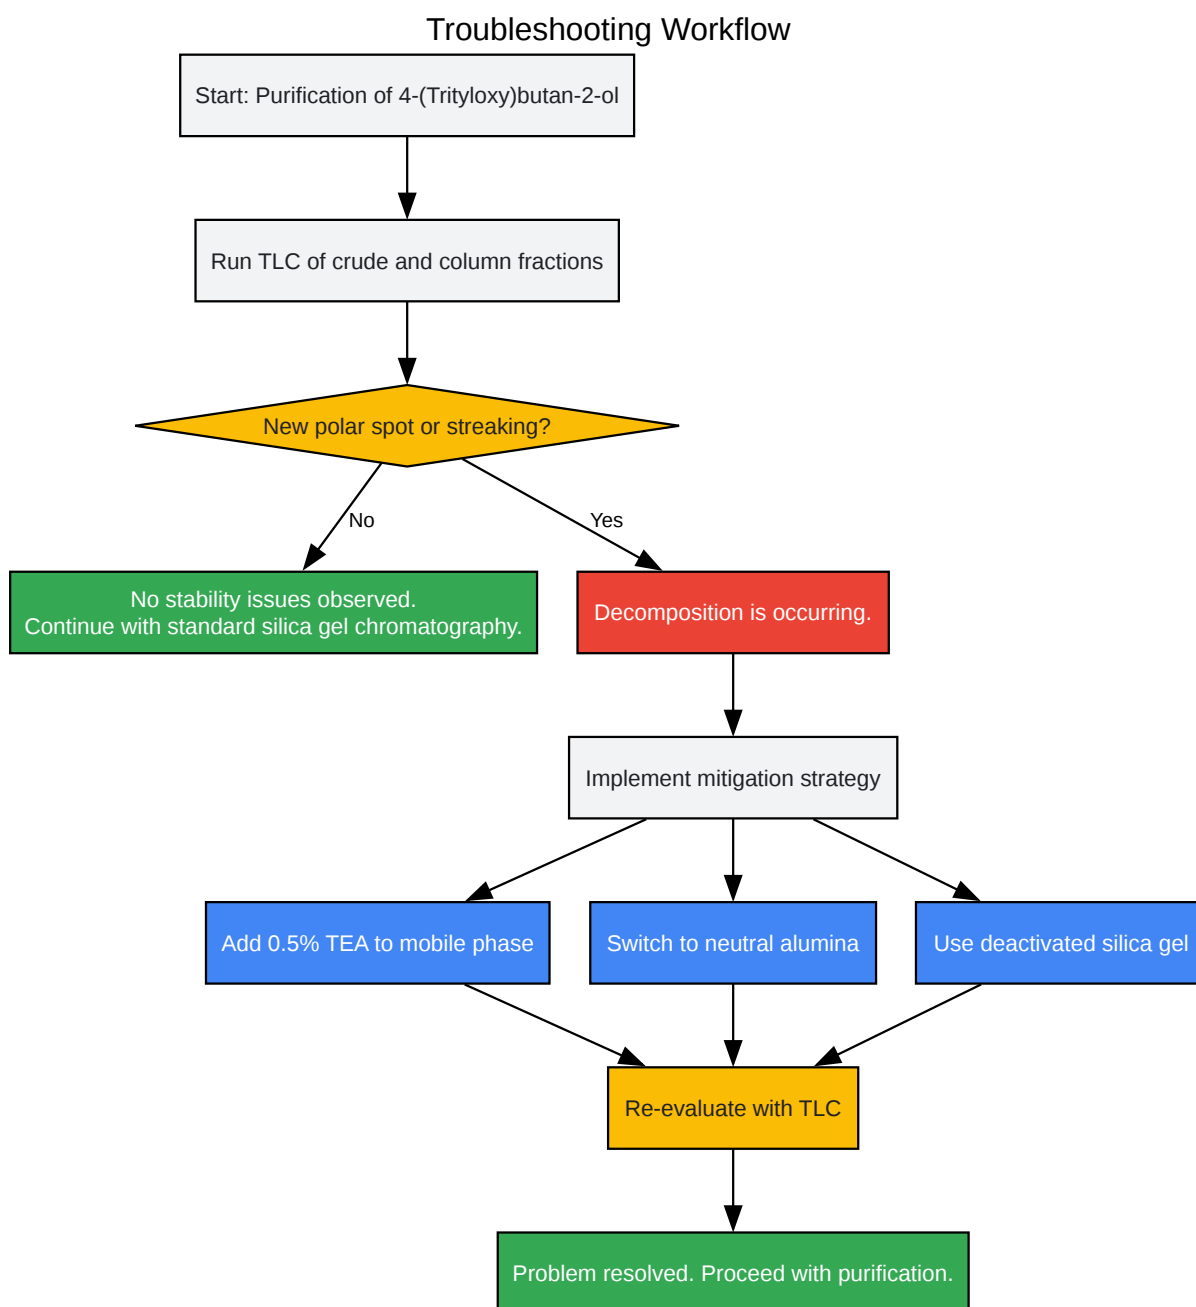 Troubleshooting Workflow
Start: Purification of 4-(Trityloxy)butan-2-ol
Run TLC of crude and column fractions
New polar spot or streaking?
No
Yes
No stability issues observed.
Continue with standard silica gel chromatography.
Decomposition is occurring.
Implement mitigation strategy
Add 0.5% TEA to mobile phase
Switch to neutral alumina
Use deactivated silica gel
Re-evaluate with TLC
Problem resolved. Proceed with purification.